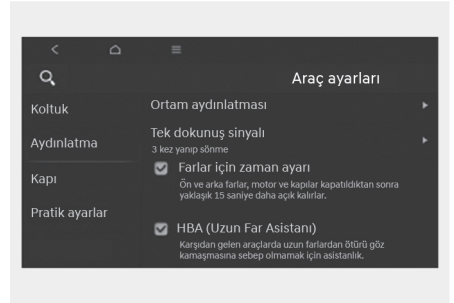 Araç ayarları
Koltuk
Aydınlatma
Kapı
Pratik ayarlar
Ortam aydınlatması
Tek dokunuş sinyalı
3 kez yanıp sönme
Farlar için zaman ayarı
Ön ve arka farlar, motor ve kapılar kapatıldıktan sonra
yaklaşık 15 saniye daha açık kalırlar.
HBA (Uzun Far Asistanı)
Karşıdan gelen araçlarda uzun farlardan ötürü göz
kamaşmasına sebep olmamak için asistanlık.